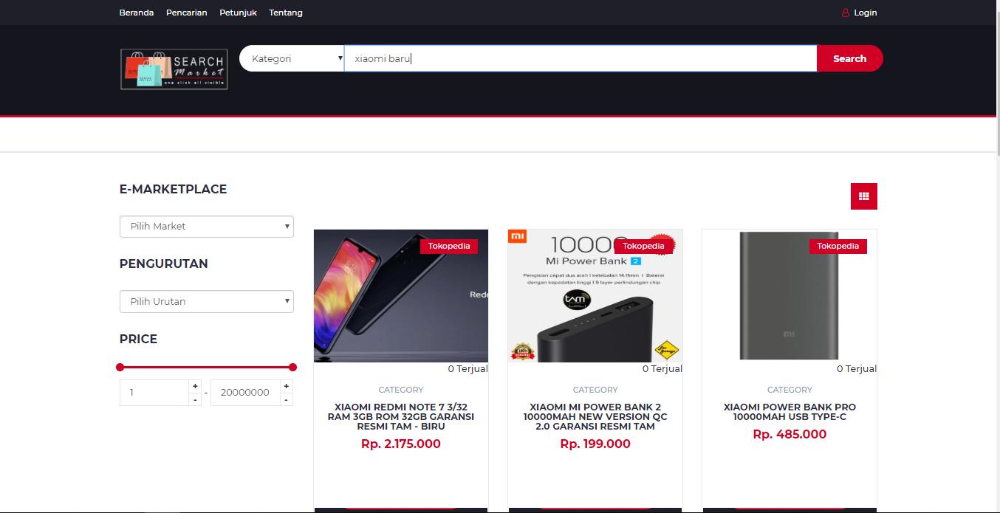 Beranda Pencarian Petunjuk Tentang Login
SEARCH
Market
one click all visible
Kategori
xiaomi baru
Search
E-MARKETPLACE
Pilih Market
PENGURUTAN
Pilih Urutan
PRICE
1 + - - 20000000 + -
Tokopedia
Redm
0 Terjual
CATEGORY
XIAOMI REDMI NOTE 7 3/32
RAM 3GB ROM 32GB GARANSI
RESMI TAM - BIRU
Rp. 2.175.000
mi
10000
Tokopedia
Mi Power Bank 2
Pengisian cepat dua arah I ketebalan 14.11mm I Baterai
dengan kepadatan tinggi I 9 layer perlindungan chip
tam
100%
ORIGINAL
0 Terjual
CATEGORY
XIAOMI MI POWER BANK 2
10000MAH NEW VERSION QC
2.0 GARANSI RESMI TAM
Rp. 199.000
Tokopedia
mi
0 Terjual
CATEGORY
XIAOMI POWER BANK PRO
10000MAH USB TYPE-C
Rp. 485.000